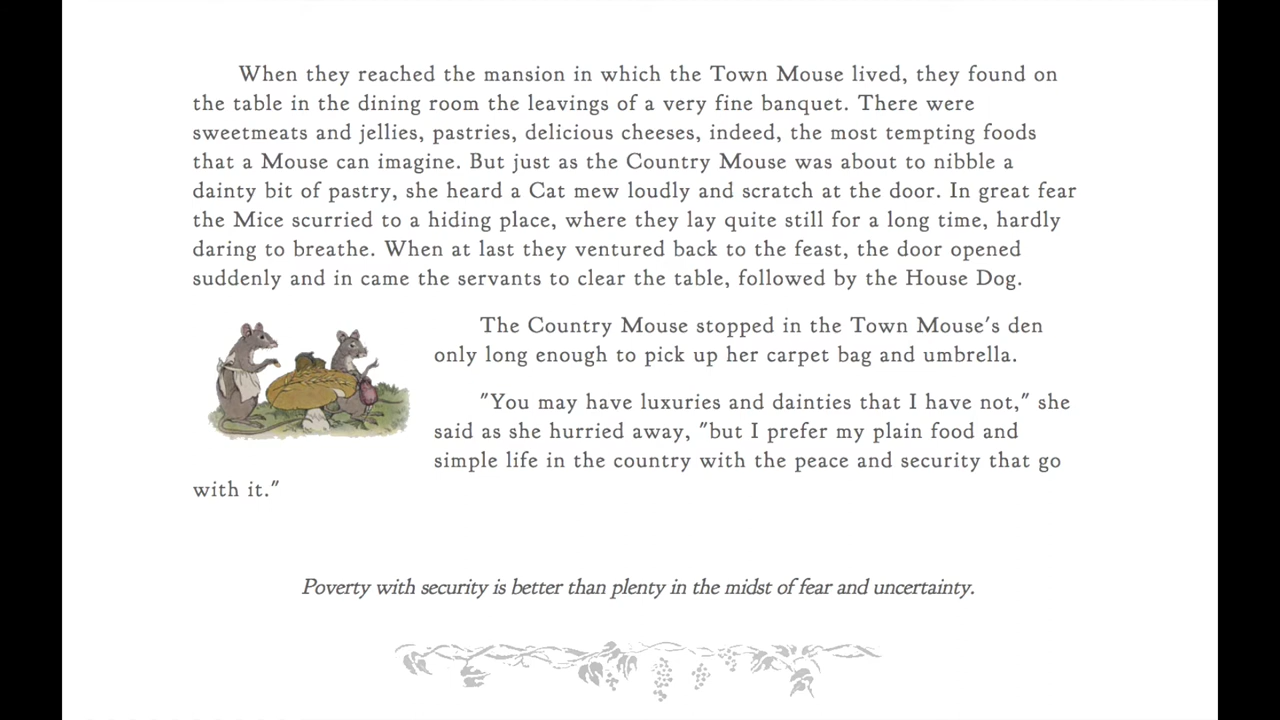 When they reached the mansion in which the Town Mouse lived, they found on
the table in the dining room the leavings of a very fine banquet. There were
sweetmeats and jellies, pastries, delicious cheeses, indeed, the most tempting foods
that a Mouse can imagine. But just as the Country Mouse was about to nibble a
dainty bit of pastry, she heard a Cat mew loudly and scratch at the door. In great fear
the Mice scurried to a hiding place, where they lay quite still for a long time, hardly
daring to breathe. When at last they ventured back to the feast, the door opened
suddenly and in came the servants to clear the table, followed by the House Dog.
The Country Mouse stopped in the Town Mouse's den
only long enough to pick up her carpet bag and umbrella.
"You may have luxuries and dainties that I have not," she
said as she hurried away, "but I prefer my plain food and
simple life in the country with the peace and security that go
with it."
Poverty with security is better than plenty in the midst of fear and uncertainty.